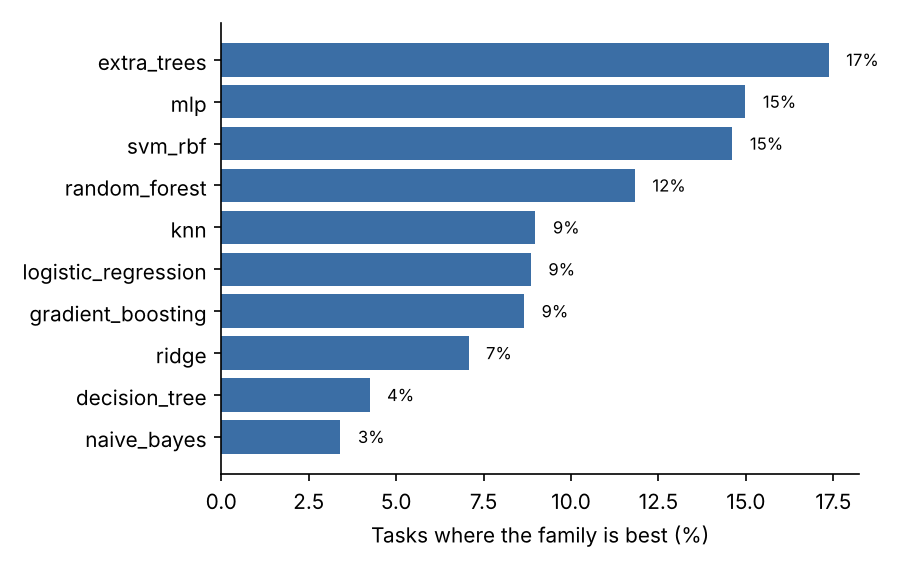 extra_trees 17%
mlp 15%
svm_rbf 15%
random_forest 12%
knn 9%
logistic_regression 9%
gradient_boosting 9%
ridge 7%
decision_tree 4%
naive_bayes 3%
0.0 2.5 5.0 7.5 10.0 12.5 15.0 17.5
Tasks where the family is best (%)